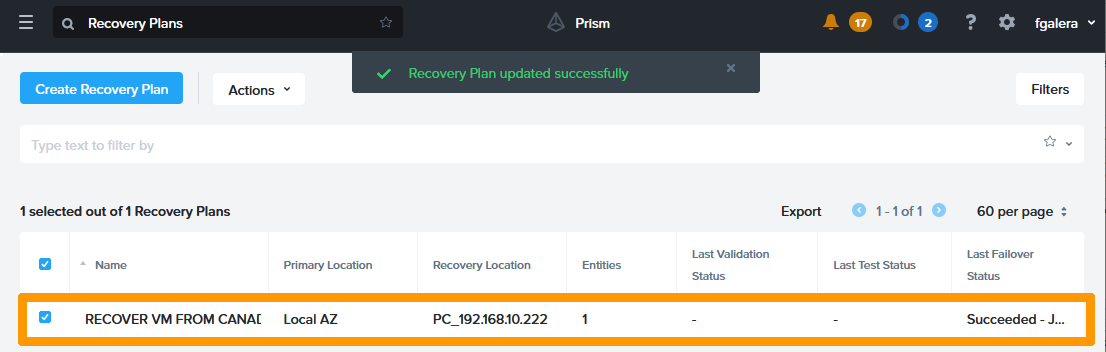 Recovery Plans
Prism
17
2
?
fgalera
Recovery Plan updated successfully
Create Recovery Plan
Actions
Filters
Type text to filter by
1 selected out of 1 Recovery Plans
Export
1 - 1 of 1
60 per page
Name
Primary Location
Recovery Location
Entities
Last Validation
Status
Last Test Status
Last Failover
Status
RECOVER VM FROM CANAD
Local AZ
PC_192.168.10.222
1
-
-
Succeeded - J...